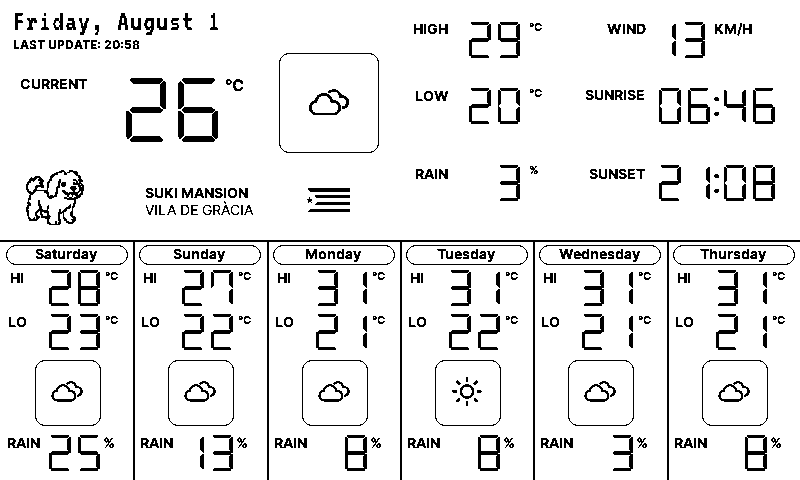 Friday, August 1
LAST UPDATE: 20:58
CURRENT 26 °C
SUKI MANSION
VILA DE GRÀCIA
HIGH 29 °C
LOW 20 °C
RAIN 3 %
WIND 13 KM/H
SUNRISE 06:46
SUNSET 21:08
Saturday
HI 28 °C
LO 23 °C
RAIN 25 %
Sunday
HI 27 °C
LO 22 °C
RAIN 13 %
Monday
HI 31 °C
LO 21 °C
RAIN 8 %
Tuesday
HI 31 °C
LO 22 °C
RAIN 8 %
Wednesday
HI 31 °C
LO 21 °C
RAIN 3 %
Thursday
HI 31 °C
LO 21 °C
RAIN 8 %